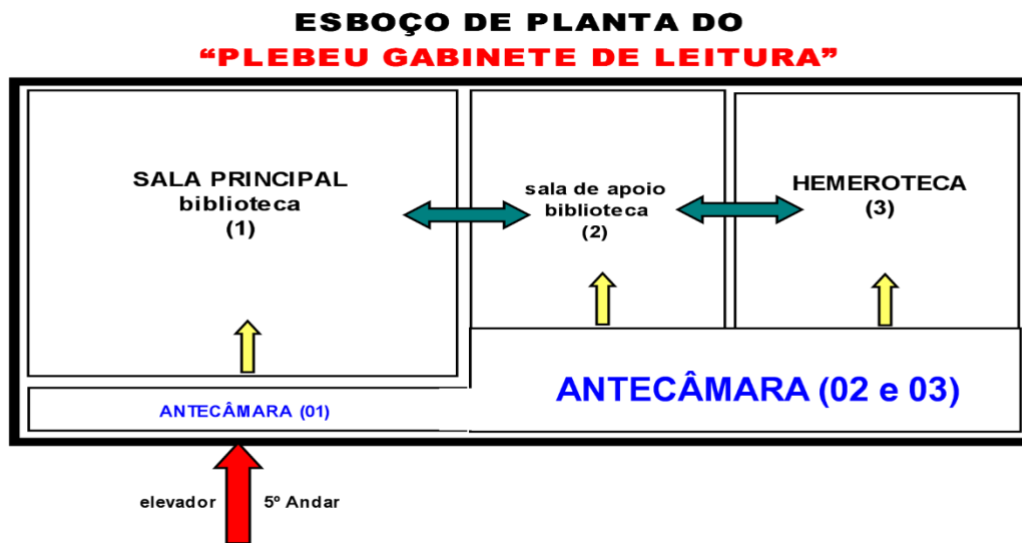 ESBOÇO DE PLANTA DO
“PLEBEU GABINETE DE LEITURA”
SALA PRINCIPAL
biblioteca
(1)
sala de apoio
biblioteca
(2)
HEMEROTECA
(3)
ANTECÂMARA (01)
ANTECÂMARA (02 e 03)
elevador
5º Andar